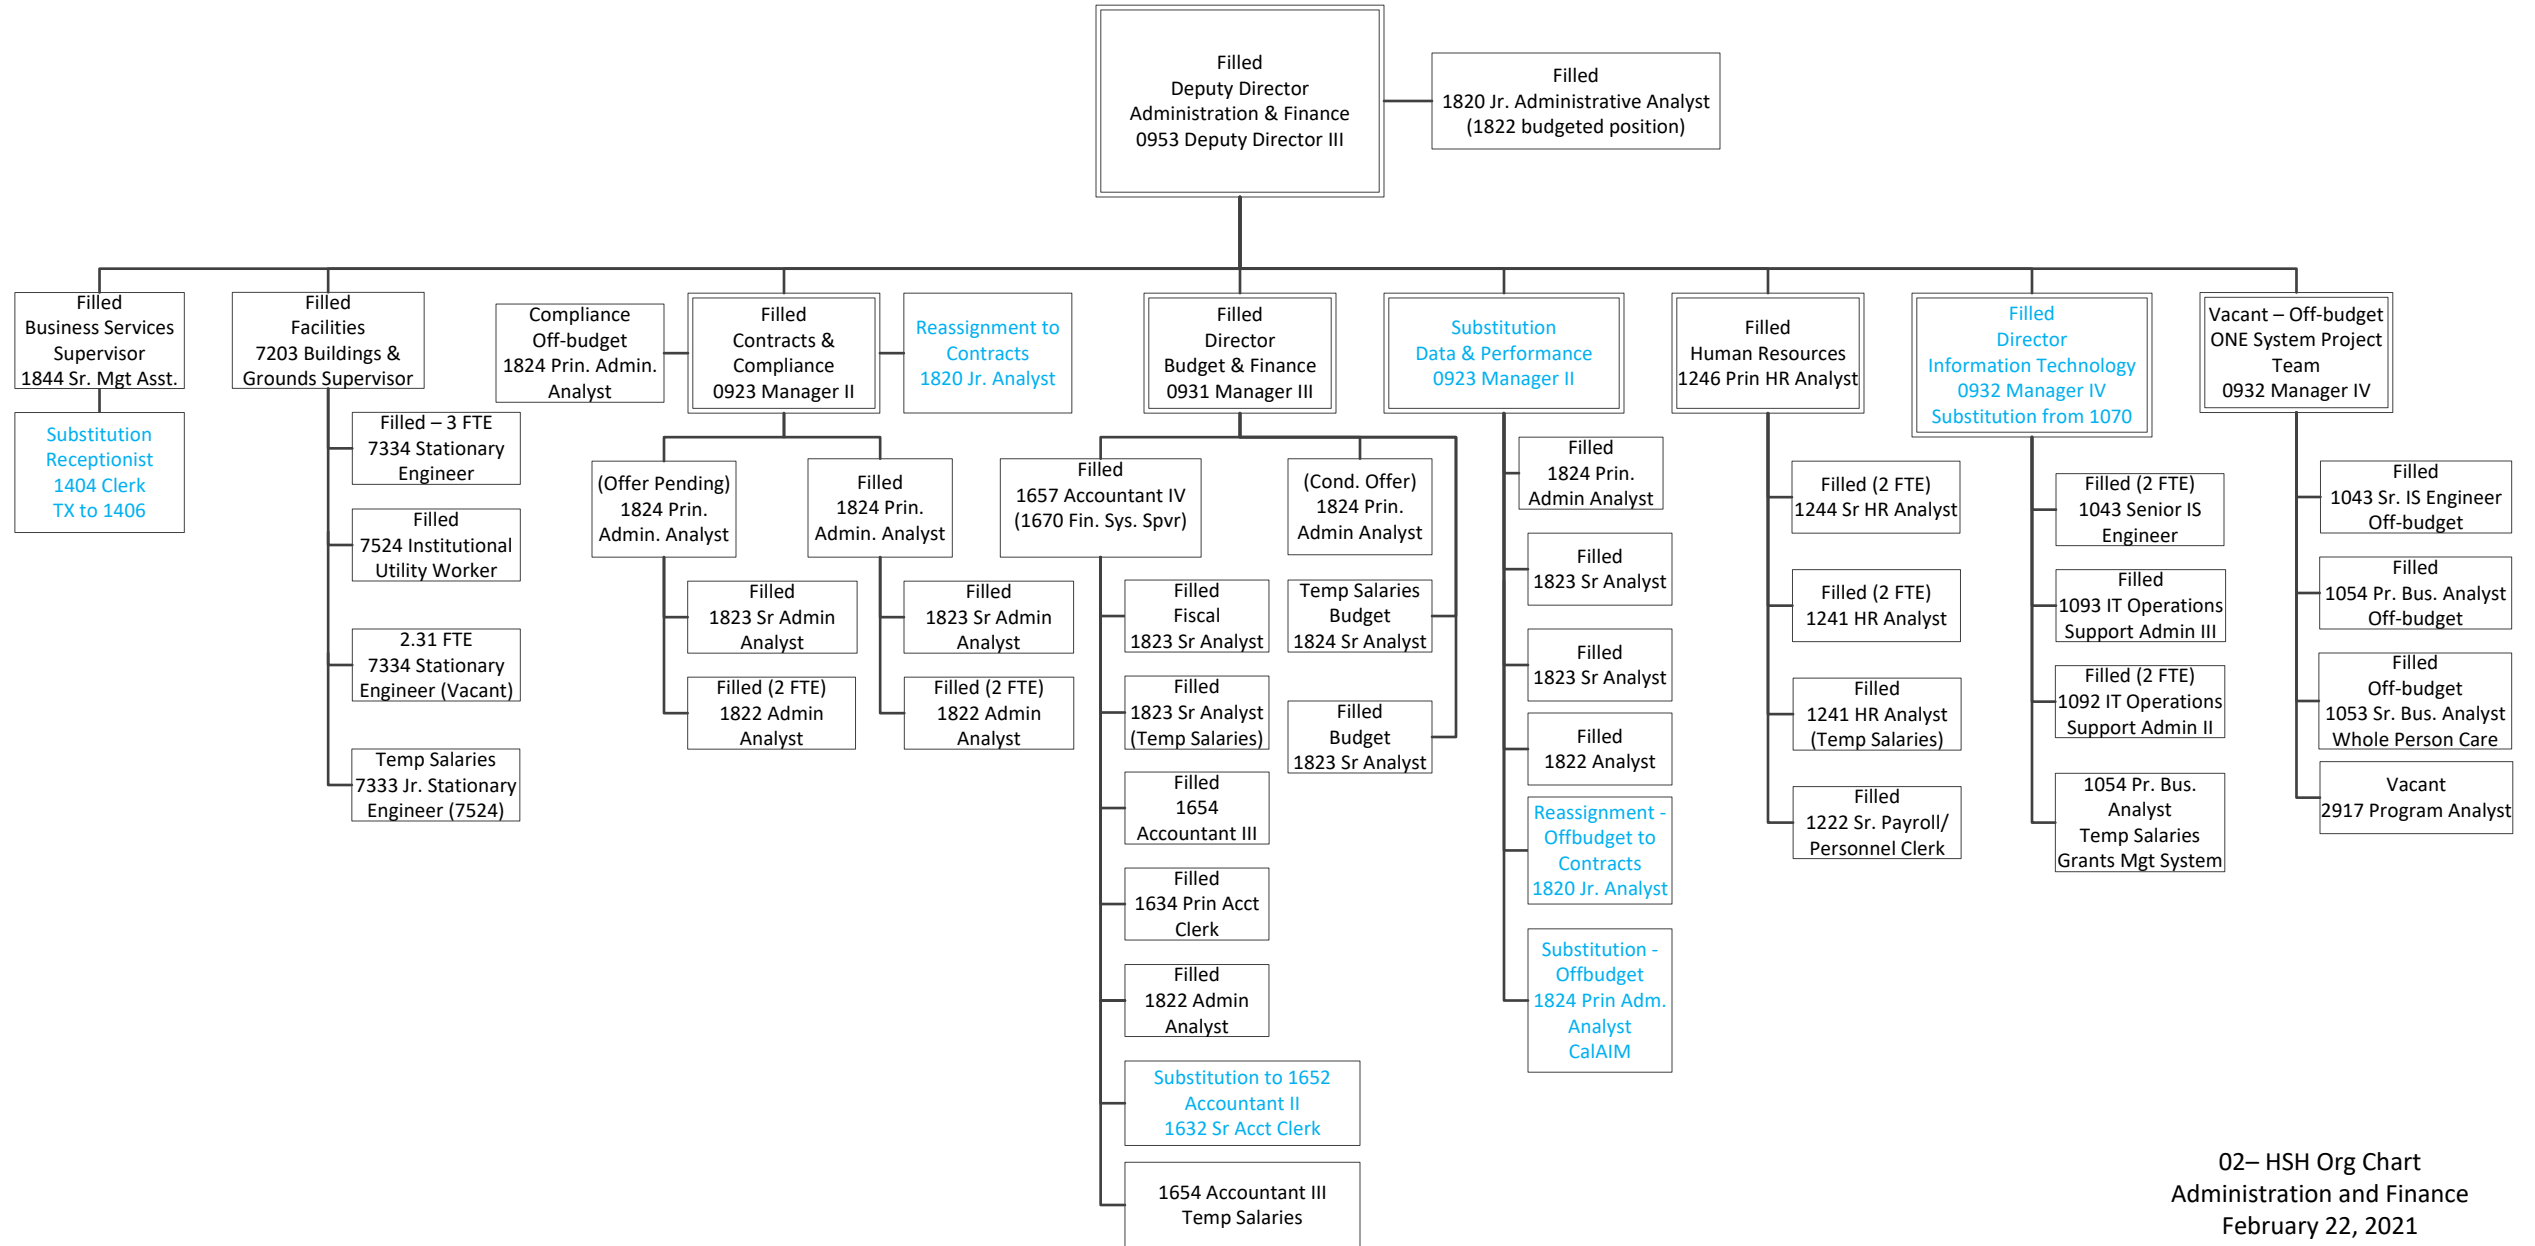 Filled
Deputy Director
Administration & Finance
0953 Deputy Director III
Filled
1820 Jr. Administrative Analyst
(1822 budgeted position)
Filled
Business Services
Supervisor
1844 Sr. Mgt Asst.
Substitution
Receptionist
1404 Clerk
TX to 1406
Filled
Facilities
7203 Buildings &
Grounds Supervisor
Filled – 3 FTE
7334 Stationary
Engineer
Filled
7524 Institutional
Utility Worker
2.31 FTE
7334 Stationary
Engineer (Vacant)
Temp Salaries
7333 Jr. Stationary
Engineer (7524)
Compliance
Off-budget
1824 Prin. Admin.
Analyst
Filled
Contracts &
Compliance
0923 Manager II
Reassignment to
Contracts
1820 Jr. Analyst
(Offer Pending)
1824 Prin.
Admin. Analyst
Filled
1823 Sr Admin
Analyst
Filled (2 FTE)
1822 Admin
Analyst
Filled
1824 Prin.
Admin. Analyst
Filled
1823 Sr Admin
Analyst
Filled (2 FTE)
1822 Admin
Analyst
Filled
Director
Budget & Finance
0931 Manager III
Filled
1657 Accountant IV
(1670 Fin. Sys. Spvr)
Filled
Fiscal
1823 Sr Analyst
Filled
1823 Sr Analyst
(Temp Salaries)
Filled
1654
Accountant III
Filled
1634 Prin Acct
Clerk
Filled
1822 Admin
Analyst
Substitution to 1652
Accountant II
1632 Sr Acct Clerk
1654 Accountant III
Temp Salaries
(Cond. Offer)
1824 Prin.
Admin Analyst
Temp Salaries
Budget
1824 Sr Analyst
Filled
Budget
1823 Sr Analyst
Substitution
Data & Performance
0923 Manager II
Filled
1824 Prin.
Admin Analyst
Filled
1823 Sr Analyst
Filled
1823 Sr Analyst
Filled
1822 Analyst
Reassignment -
Offbudget to
Contracts
1820 Jr. Analyst
Substitution -
Offbudget
1824 Prin Adm.
Analyst
CalAIM
Filled
Human Resources
1246 Prin HR Analyst
Filled (2 FTE)
1244 Sr HR Analyst
Filled (2 FTE)
1241 HR Analyst
Filled
1241 HR Analyst
(Temp Salaries)
Filled
1222 Sr. Payroll/
Personnel Clerk
Filled
Director
Information Technology
0932 Manager IV
Substitution from 1070
Filled (2 FTE)
1043 Senior IS
Engineer
Filled
1093 IT Operations
Support Admin III
Filled (2 FTE)
1092 IT Operations
Support Admin II
1054 Pr. Bus.
Analyst
Temp Salaries
Grants Mgt System
Vacant – Off-budget
ONE System Project
Team
0932 Manager IV
Filled
1043 Sr. IS Engineer
Off-budget
Filled
1054 Pr. Bus. Analyst
Off-budget
Filled
Off-budget
1053 Sr. Bus. Analyst
Whole Person Care
Vacant
2917 Program Analyst
02– HSH Org Chart
Administration and Finance
February 22, 2021